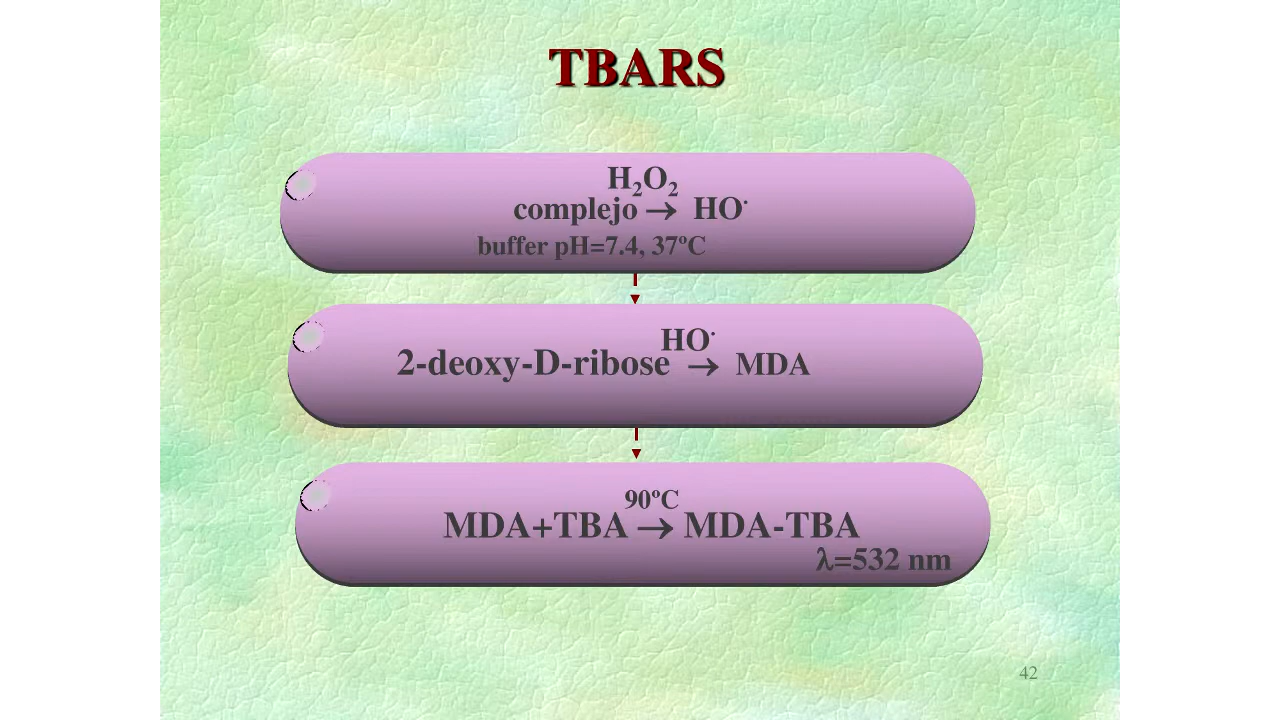 TBARS
H₂O₂
complejo → HO·
buffer pH=7.4, 37ºC
HO·
2-deoxy-D-ribose → MDA
90ºC
MDA+TBA → MDA-TBA
λ=532 nm
42